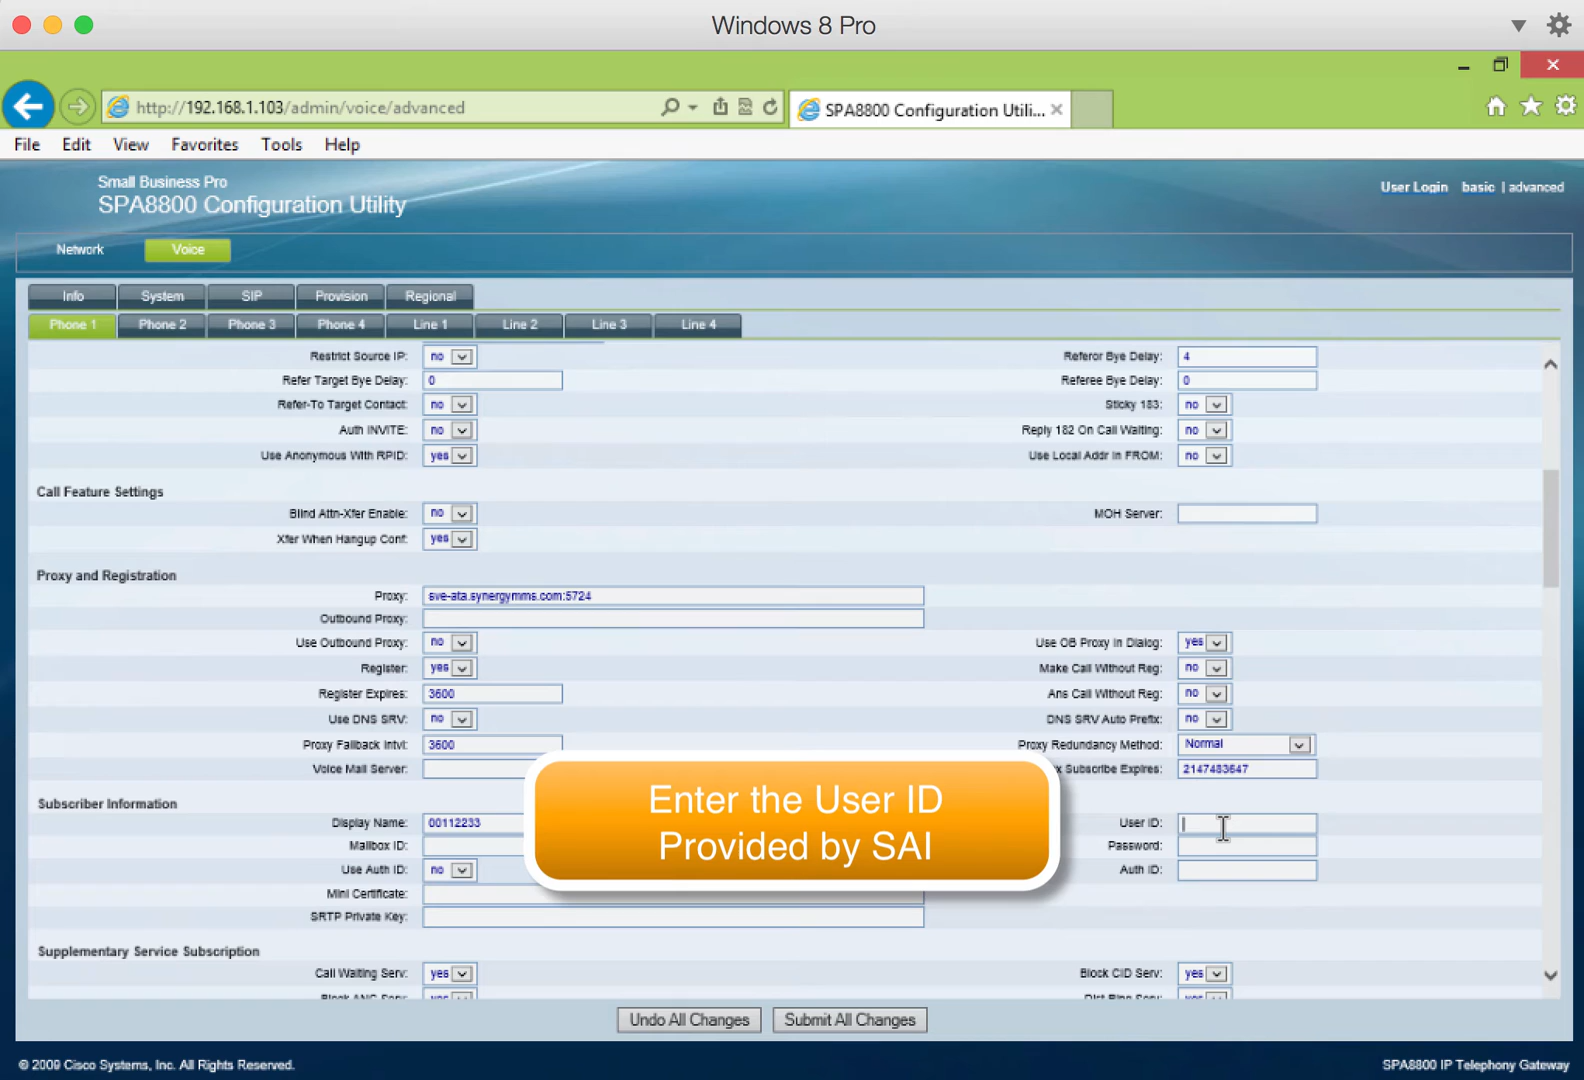 Windows 8 Pro
http://192.168.1.103/admin/voice/advanced
SPA8800 Configuration Utili...
File Edit View Favorites Tools Help
Small Business Pro
SPA8800 Configuration Utility
User Login basic | advanced
Network Voice
Info System SIP Provision Regional
Phone 1 Phone 2 Phone 3 Phone 4 Line 1 Line 2 Line 3 Line 4
Restrict Source IP: no Referor Bye Delay: 4
Refer Target Bye Delay: 0 Referee Bye Delay: 0
Refer-To Target Contact: no Sticky 183: no
Auth INVITE: no Reply 182 On Call Waiting: no
Use Anonymous With RPID: yes Use Local Addr In FROM: no
Call Feature Settings
Blind Attn-Xfer Enable: no MOH Server:
Xfer When Hangup Conf: yes
Proxy and Registration
Proxy: sve-ata.synergymms.com:5724
Outbound Proxy:
Use Outbound Proxy: no Use OB Proxy In Dialog: yes
Register: yes Make Call Without Reg: no
Register Expires: 3600 Ans Call Without Reg: no
Use DNS SRV: no DNS SRV Auto Prefix: no
Proxy Fallback Intvl: 3600 Proxy Redundancy Method: Normal
Voice Mail Server: Subscribe Expires: 2147483647
Enter the User ID
Provided by SAI
Subscriber Information
Display Name: 00112233 User ID:
Mailbox ID: Password:
Use Auth ID: no Auth ID:
Mini Certificate:
SRTP Private Key:
Supplementary Service Subscription
Call Waiting Serv: yes Block CID Serv: yes
Undo All Changes Submit All Changes
© 2009 Cisco Systems, Inc. All Rights Reserved. SPA8800 IP Telephony Gateway